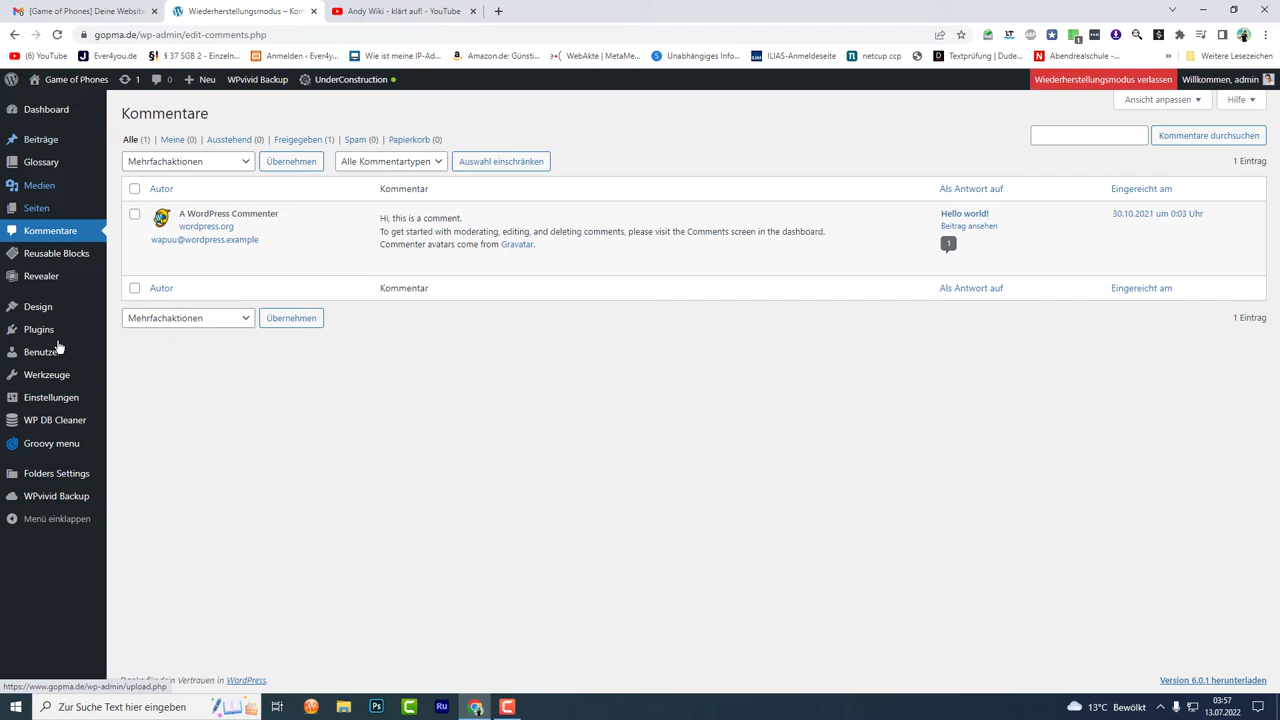 [Game of Phones] Deine Website
Wiederherstellungsmodus – Kom
Andy Wiki - klärt auf! - YouTube
gopma.de/wp-admin/edit-comments.php
(6) YouTube
Ever4you.de
§ 37 SGB 2 - Einzeln...
Anmelden ‹ Ever4y...
Wie ist meine IP-Ad...
Amazon.de: Günsti...
WebAkte | MetaMe...
Unabhängiges, kost...
ILIAS-Anmeldeseite
netcup ccp
Textprüfung | Dude...
Abendrealschule -...
Weitere Lesezeichen
Game of Phones
1
0
Neu
WPvivid Backup
UnderConstruction
Wiederherstellungsmodus verlassen
Willkommen, admin
Dashboard
Beiträge
Glossary
Medien
Seiten
Kommentare
Reusable Blocks
Revealer
Design
Plugins
Benutzer
Werkzeuge
Einstellungen
WP DB Cleaner
Groovy menu
Folders Settings
WPvivid Backup
Menü einklappen
Ansicht anpassen
Hilfe
Kommentare
Alle (1) | Meine (0) | Ausstehend (0) | Freigegeben (1) | Spam (0) | Papierkorb (0)
Kommentare durchsuchen
Mehrfachaktionen
Übernehmen
Alle Kommentartypen
Auswahl einschränken
1 Eintrag
Autor
Kommentar
Als Antwort auf
Eingereicht am
A WordPress Commenter
wordpress.org
wapuu@wordpress.example
Hi, this is a comment.
To get started with moderating, editing, and deleting comments, please visit the Comments screen in the dashboard.
Commenter avatars come from Gravatar.
Hello world!
Beitrag ansehen
1
30.10.2021 um 0:03 Uhr
Autor
Kommentar
Als Antwort auf
Eingereicht am
Mehrfachaktionen
Übernehmen
1 Eintrag
für dein Vertrauen in WordPress.
Version 6.0.1 herunterladen
https://www.gopma.de/wp-admin/upload.php
Zur Suche Text hier eingeben
13°C Bewölkt
03:57
13.07.2022